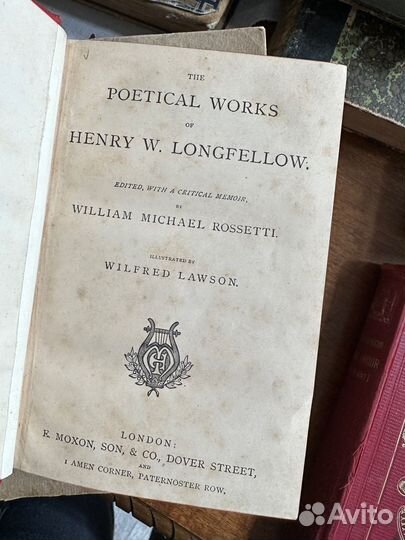 THE
POETICAL WORKS
OF
HENRY W. LONGFELLOW.
EDITED, WITH A CRITICAL MEMOIR,
BY
WILLIAM MICHAEL ROSSETTI.
ILLUSTRATED BY
WILFRED LAWSON.
LONDON:
E. MOXON, SON, & CO., DOVER STREET,
AND
1 AMEN CORNER, PATERNOSTER ROW.
Avito